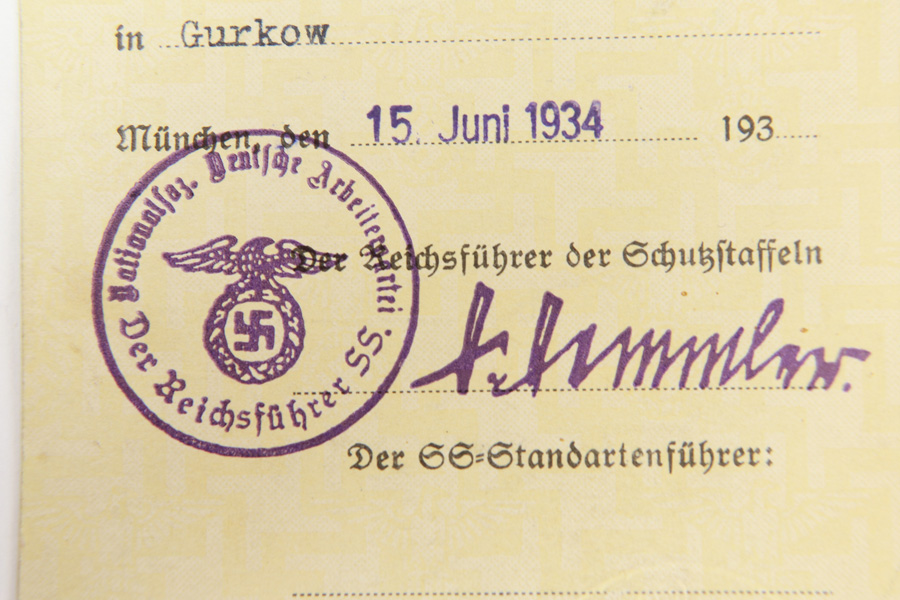 in Gurkow
München, den 15. Juni 1934 193
Nationalsoz. Deutsche Arbeiterpartei
Der Reichsführer SS.
Der Reichsführer der Schutzstaffeln
H. Himmler.
Der SS-Standartenführer: